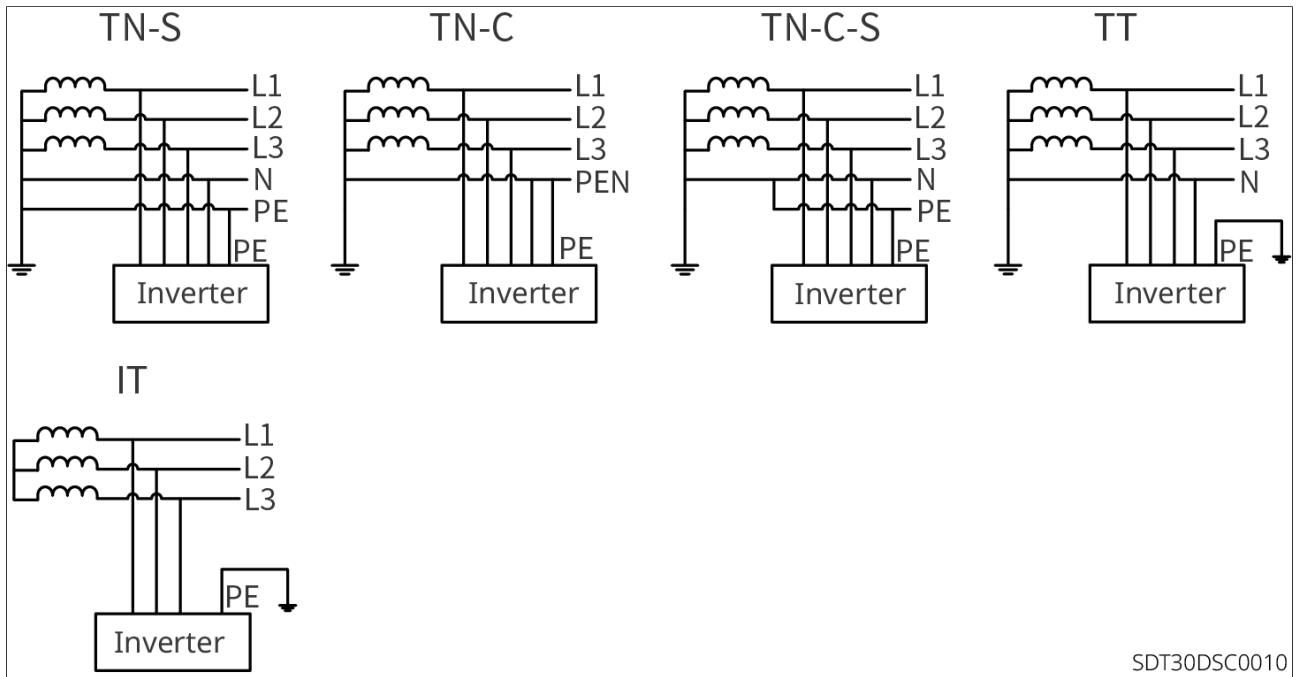 TN-S
TN-C
TN-C-S
TT
L1
L2
L3
N
PE
PE
Inverter
L1
L2
L3
PEN
PE
Inverter
L1
L2
L3
N
PE
PE
Inverter
L1
L2
L3
N
PE
Inverter
IT
L1
L2
L3
PE
Inverter
SDT30DSC0010